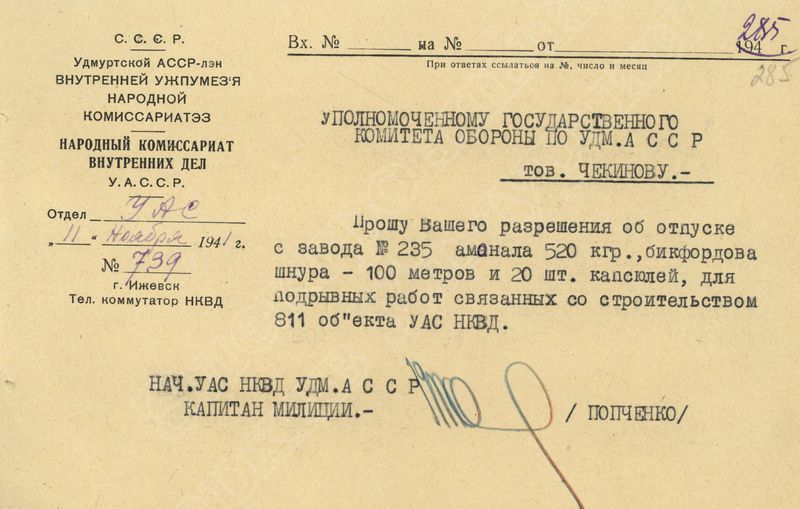 С. С. С. Р.
Удмуртской АССР-лэн
ВНУТРЕННЕЙ УЖПУМЕЗ'Я
НАРОДНОЙ
КОМИССАРИАТЭЗ
НАРОДНЫЙ КОМИССАРИАТ
ВНУТРЕННИХ ДЕЛ
У. А. С. С. Р.
Отдел УАС
„11" Ноября 1941 г.
№ 739
г. Ижевск
Тел. коммутатор НКВД
Вх. № на № от 194 г.
285
При ответах ссылаться на №, число и месяц
285
УПОЛНОМОЧЕННОМУ ГОСУДАРСТВЕННОГО
КОМИТЕТА ОБОРОНЫ ПО УДМ.А С С Р
тов. ЧЕКИНОВУ.-
Прошу Вашего разрешения об отпуске
с завода № 235 аманала 520 кгр.,бикфордова
шнура - 100 метров и 20 шт. капсюлей, для
подрывных работ связанных со строительством
811 об"екта УАС НКВД.
НАЧ.УАС НКВД УДМ.А С С Р
КАПИТАН МИЛИЦИИ.-
/ ПОПЧЕНКО/